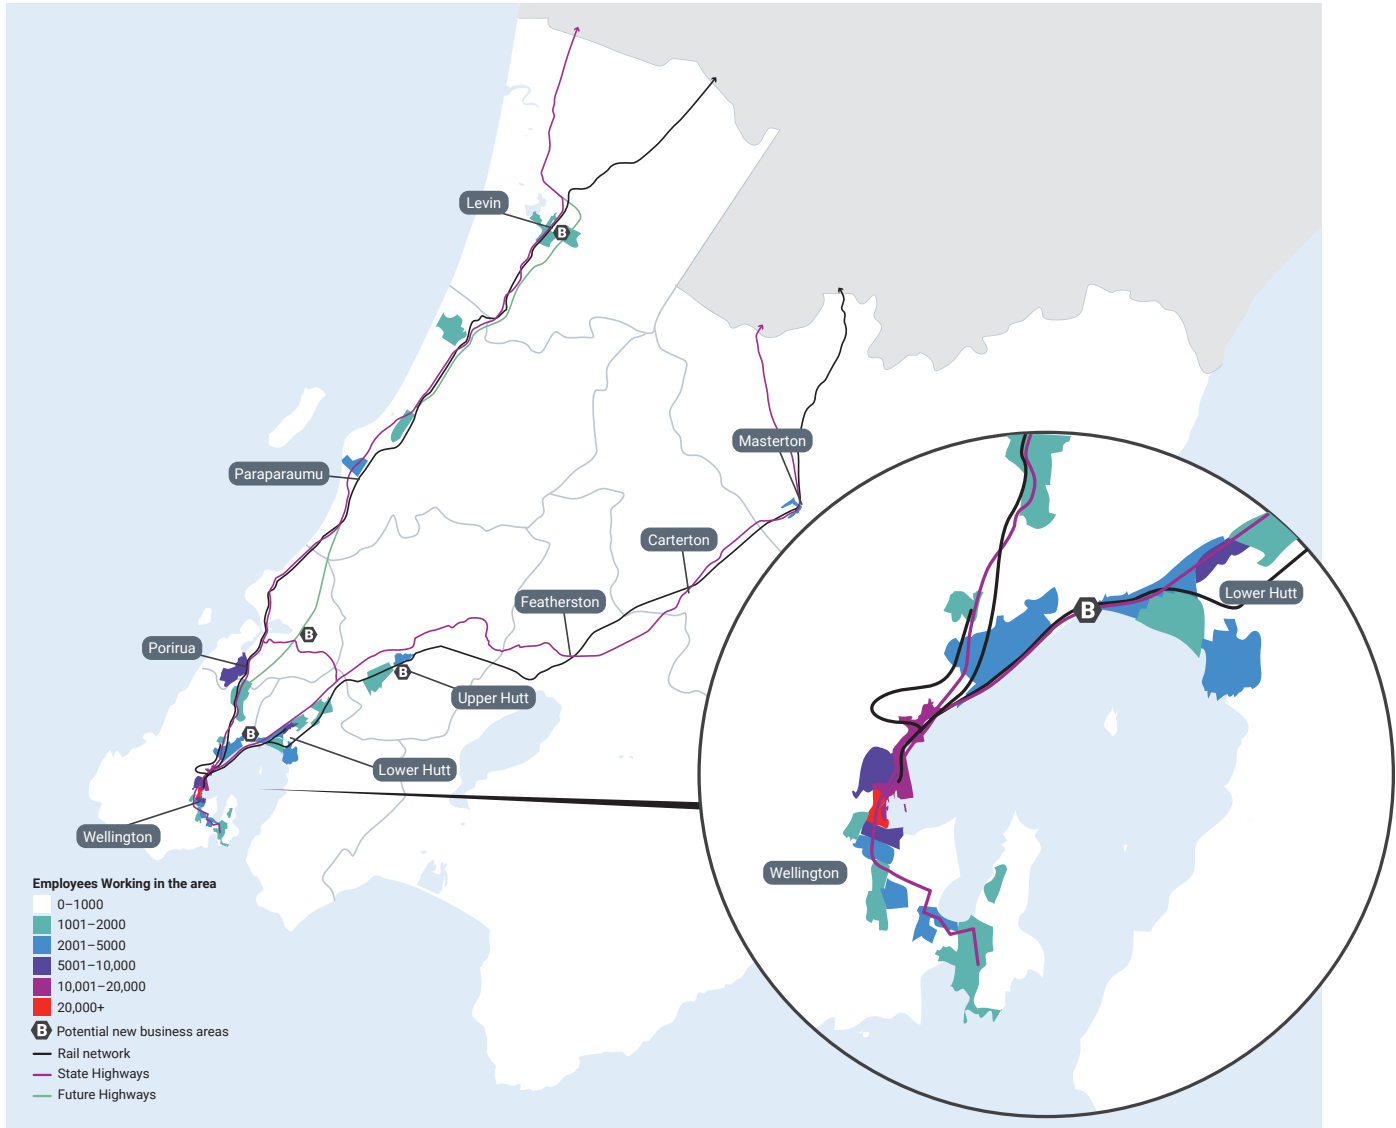 Levin
B
Masterton
Paraparaumu
Carterton
Featherston
B
Lower Hutt
B
Porirua
B
Upper Hutt
B
Lower Hutt
Wellington
Wellington
Employees Working in the area
0–1000
1001–2000
2001–5000
5001–10,000
10,001–20,000
20,000+
B Potential new business areas
Rail network
State Highways
Future Highways